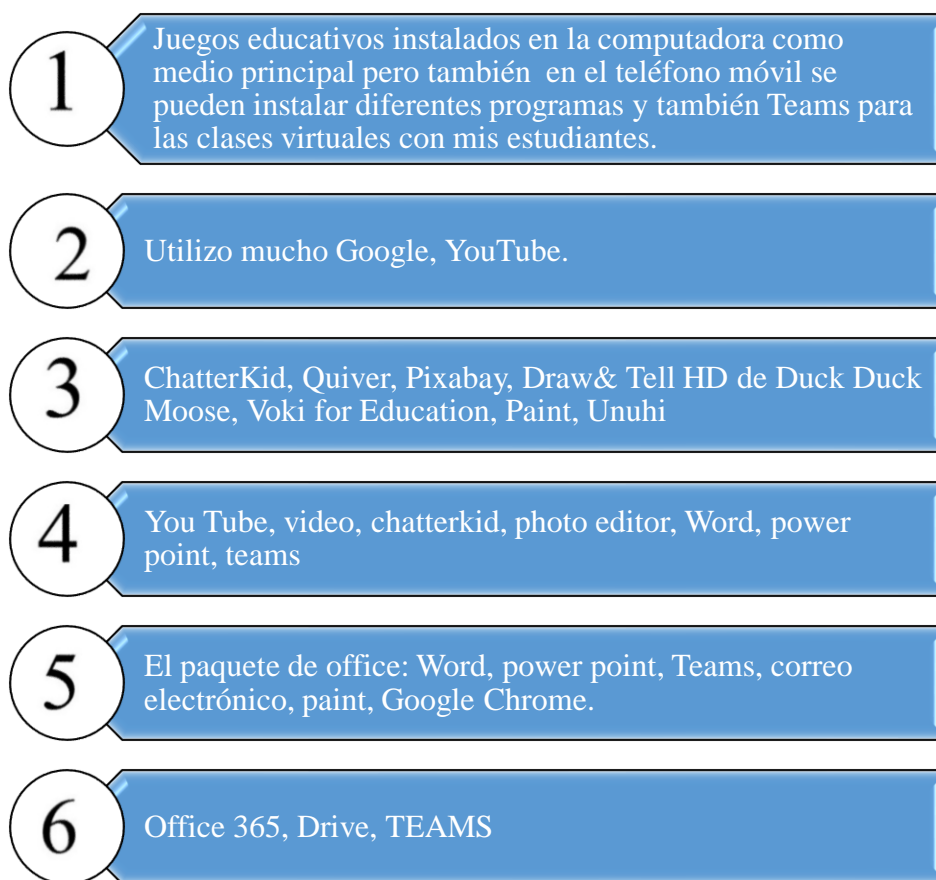 1
Juegos educativos instalados en la computadora como
medio principal pero también en el teléfono móvil se
pueden instalar diferentes programas y también Teams para
las clases virtuales con mis estudiantes.
2
Utilizo mucho Google, YouTube.
3
ChatterKid, Quiver, Pixabay, Draw& Tell HD de Duck Duck
Moose, Voki for Education, Paint, Unuhi
4
You Tube, video, chatterkid, photo editor, Word, power
point, teams
5
El paquete de office: Word, power point, Teams, correo
electrónico, paint, Google Chrome.
6
Office 365, Drive, TEAMS